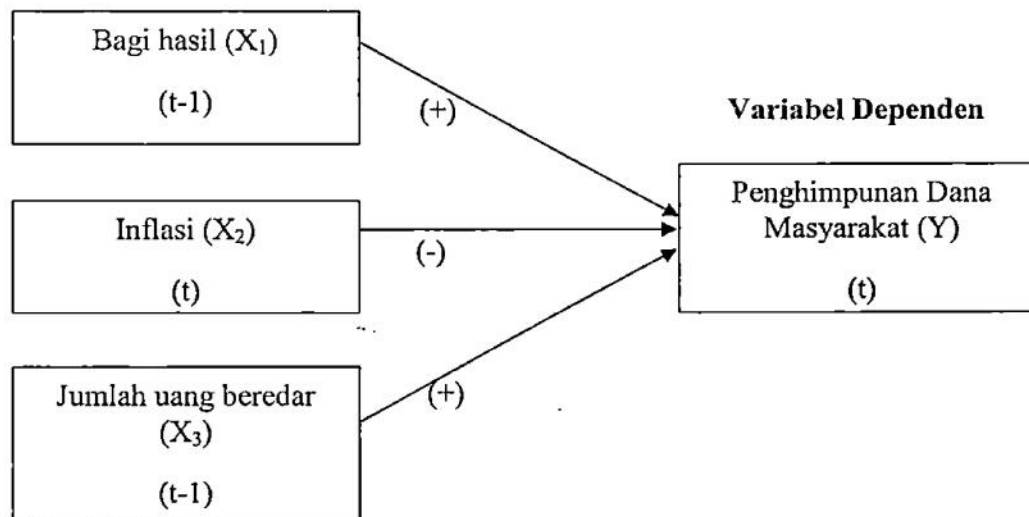 Bagi hasil (X₁)
(t-1)
(+)
Variabel Dependen
Inflasi (X₂)
(t)
(-)
Penghimpunan Dana
Masyarakat (Y)
(t)
Jumlah uang beredar
(X₃)
(t-1)
(+)